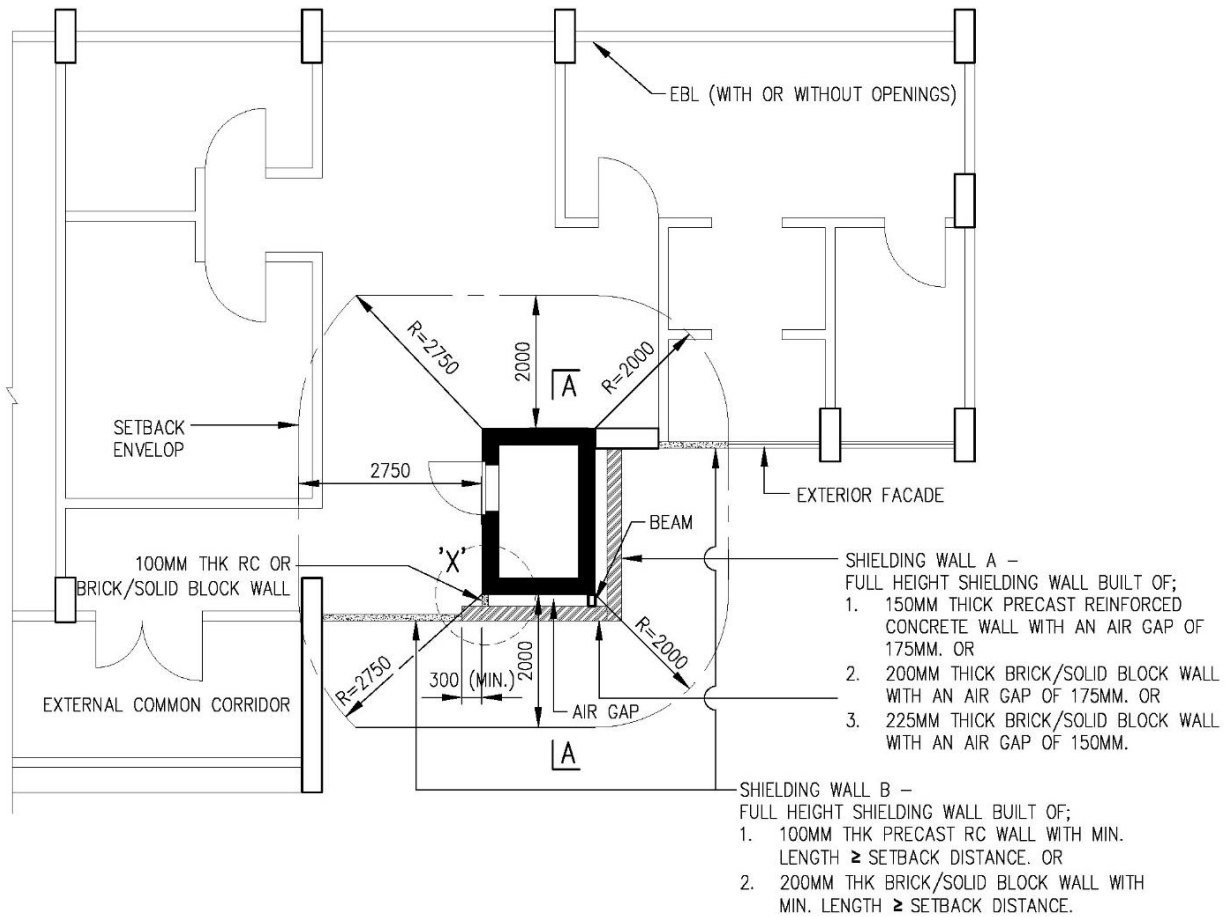 EBL (WITH OR WITHOUT OPENINGS)
R=2750
2000
R=2000
A
SETBACK
ENVELOP
2750
EXTERIOR FACADE
BEAM
'X'
100MM THK RC OR
BRICK/SOLID BLOCK WALL
SHIELDING WALL A –
FULL HEIGHT SHIELDING WALL BUILT OF;
1. 150MM THICK PRECAST REINFORCED
CONCRETE WALL WITH AN AIR GAP OF
175MM. OR
2. 200MM THICK BRICK/SOLID BLOCK WALL
WITH AN AIR GAP OF 175MM. OR
3. 225MM THICK BRICK/SOLID BLOCK WALL
WITH AN AIR GAP OF 150MM.
R=2750
300 (MIN.)
2000
R=2000
EXTERNAL COMMON CORRIDOR
AIR GAP
A
SHIELDING WALL B –
FULL HEIGHT SHIELDING WALL BUILT OF;
1. 100MM THK PRECAST RC WALL WITH MIN.
LENGTH ≥ SETBACK DISTANCE. OR
2. 200MM THK BRICK/SOLID BLOCK WALL WITH
MIN. LENGTH ≥ SETBACK DISTANCE.